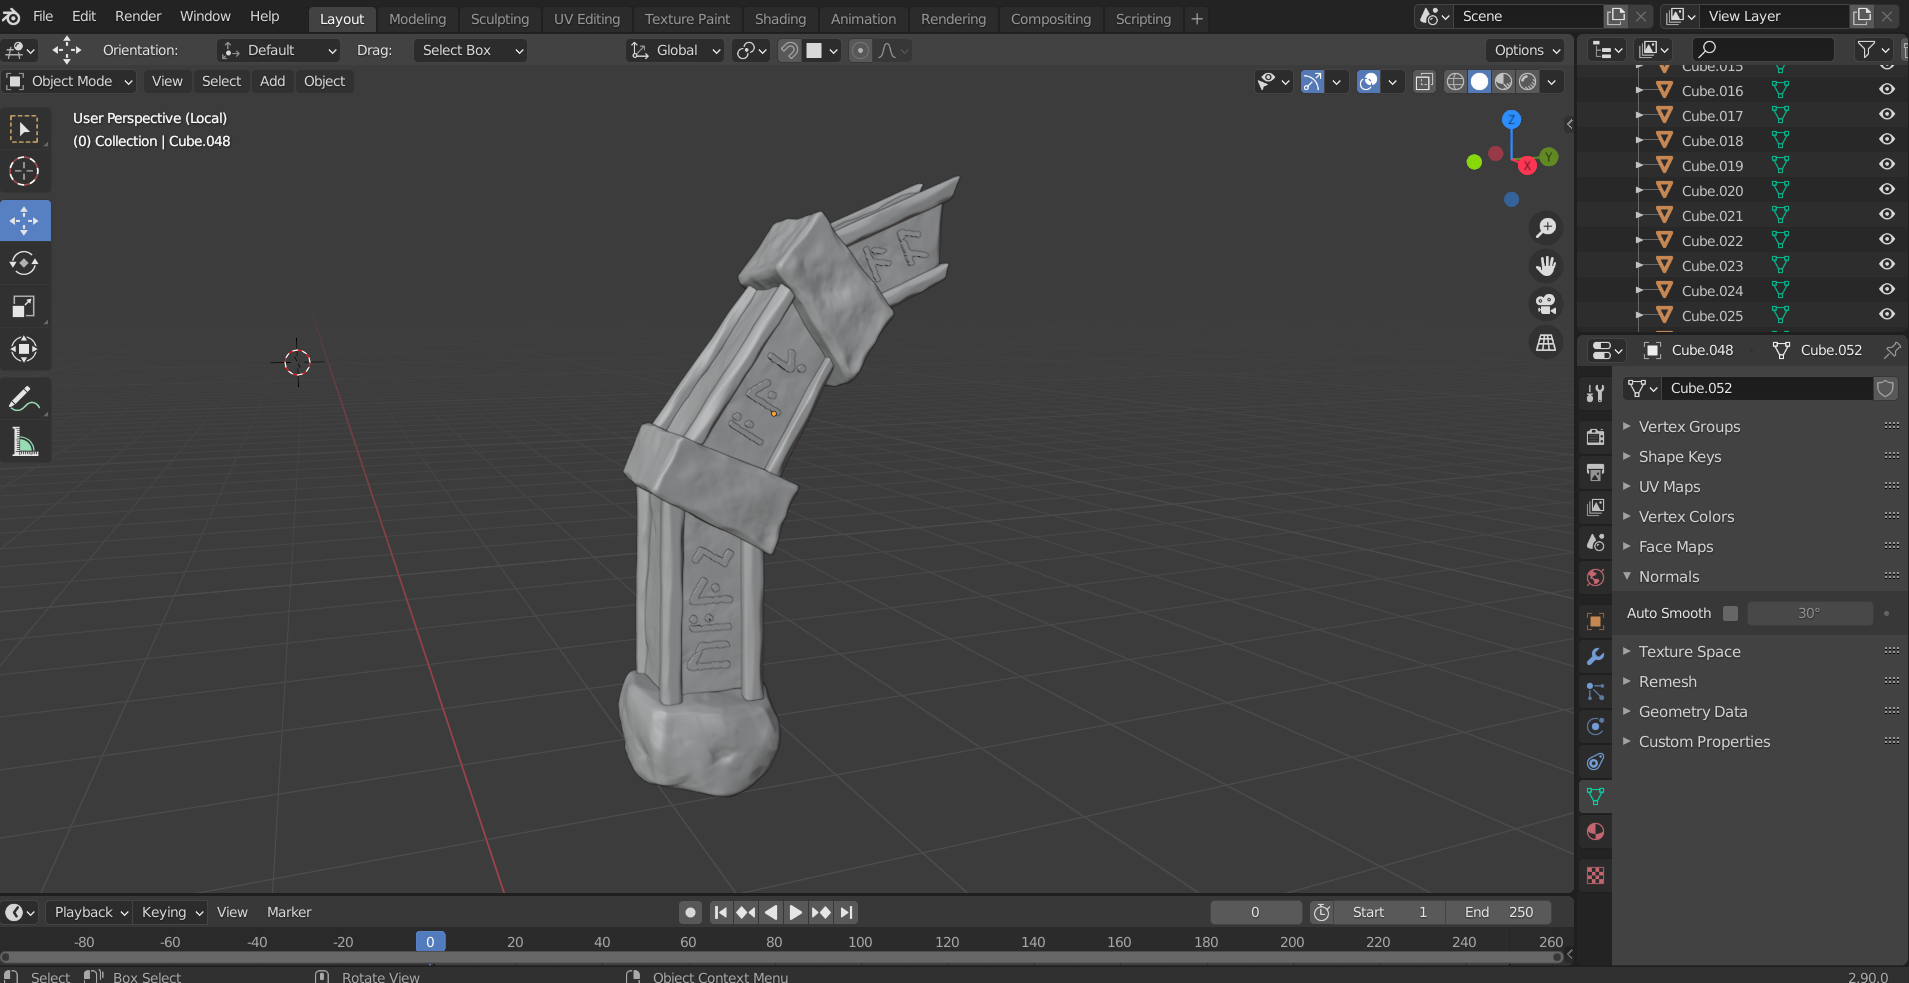 File Edit Render Window Help Layout Modeling Sculpting UV Editing Texture Paint Shading Animation Rendering Compositing Scripting + Scene View Layer
Orientation: Default Drag: Select Box Global Options
Object Mode View Select Add Object
User Perspective (Local)
(0) Collection | Cube.048
Z
Y
X
Cube.015
Cube.016
Cube.017
Cube.018
Cube.019
Cube.020
Cube.021
Cube.022
Cube.023
Cube.024
Cube.025
Cube.048 Cube.052
Cube.052
Vertex Groups
Shape Keys
UV Maps
Vertex Colors
Face Maps
Normals
Auto Smooth 30°
Texture Space
Remesh
Geometry Data
Custom Properties
Playback Keying View Marker 0 Start 1 End 250
-80 -60 -40 -20 0 20 40 60 80 100 120 140 160 180 200 220 240 260
Select Box Select Rotate View Object Context Menu 2.90.0